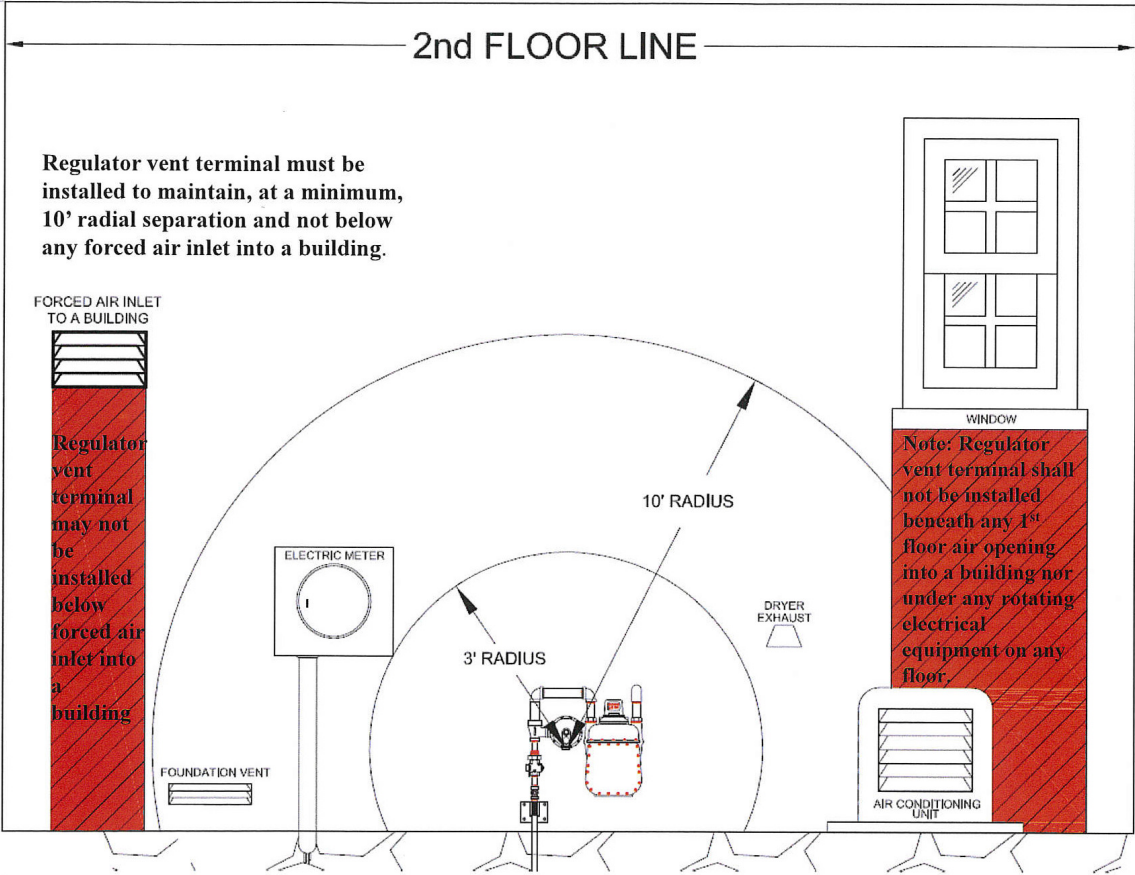 2nd FLOOR LINE
Regulator vent terminal must be
installed to maintain, at a minimum,
10' radial separation and not below
any forced air inlet into a building.
FORCED AIR INLET
TO A BUILDING
Regulator
vent
terminal
may not
be
installed
below
forced air
inlet into
a
building
FOUNDATION VENT
ELECTRIC METER
3' RADIUS
10' RADIUS
DRYER
EXHAUST
WINDOW
Note: Regulator
vent terminal shall
not be installed
beneath any 1st
floor air opening
into a building nor
under any rotating
electrical
equipment on any
floor.
AIR CONDITIONING
UNIT